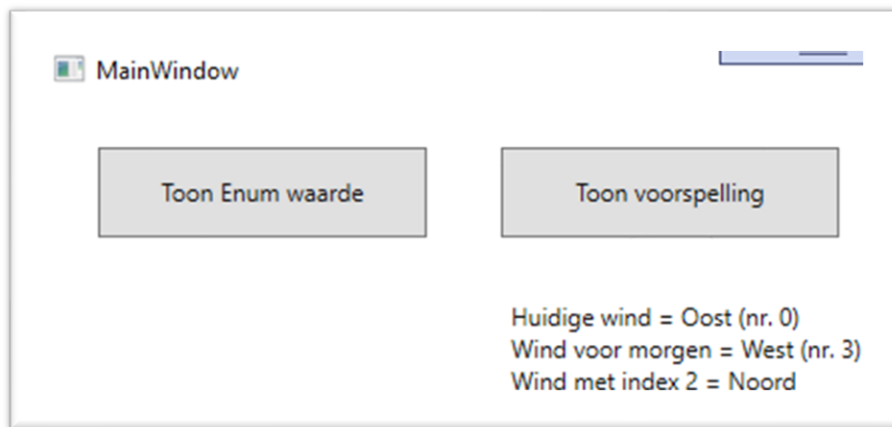 MainWindow
Toon Enum waarde
Toon voorspelling
Huidige wind = Oost (nr. 0)
Wind voor morgen = West (nr. 3)
Wind met index 2 = Noord